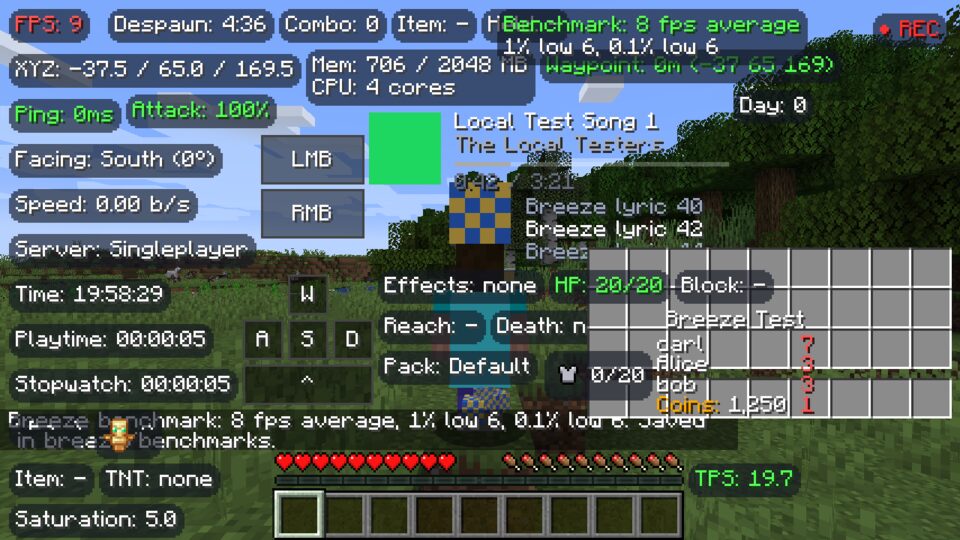 FPS: 9
Despawn: 4:36
Combo: 0
Item: -
Benchmark: 8 fps average
1% low 6, 0.1% low 6
● REC
XYZ: -37.5 / 65.0 / 169.5
Mem: 706 / 2048 MB
CPU: 4 cores
Waypoint: 0m (-37 65 169)
Ping: 0ms
Attack: 100%
Day: 0
Local Test Song 1
The Local Testers
0:42 3:21
Facing: South (0°)
LMB
RMB
Speed: 0.00 b/s
Breeze lyric 40
Breeze lyric 42
Breeze
Server: Singleplayer
Time: 19:58:29
W
Effects: none
HP: 20/20
Block: -
Playtime: 00:00:05
A S D
Reach: -
Death:
Breeze Test
darl 7
Alice 3
bob 3
Coins: 1,250 1
Stopwatch: 00:00:05
^
Pack: Default
0/20
Breeze benchmark: 8 fps average, 1% low 6, 0.1% low 6. Saved
in breeze benchmarks.
Item: -
TNT: none
TPS: 19.7
Saturation: 5.0